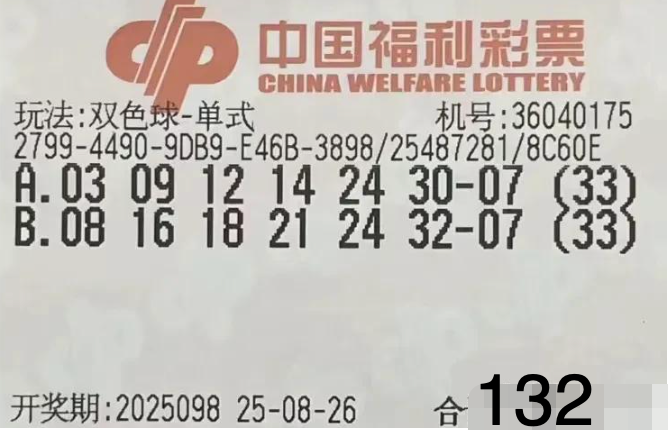 中国福利彩票
CHINA WELFARE LOTTERY
玩法:双色球-单式 机号:36040175
2799-4490-9DB9-E46B-3898/25487281/8C60E
A.03 09 12 14 24 30-07 (33)
B.08 16 18 21 24 32-07 (33)
开奖期:2025098 25-08-26 合 132